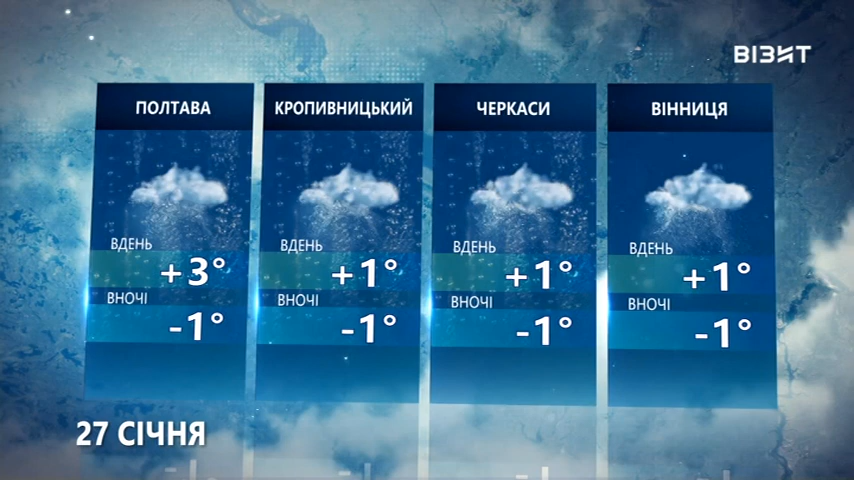 ВІЗИТ
ПОЛТАВА
ВДЕНЬ
+3°
ВНОЧІ
-1°
КРОПИВНИЦЬКИЙ
ВДЕНЬ
+1°
ВНОЧІ
-1°
ЧЕРКАСИ
ВДЕНЬ
+1°
ВНОЧІ
-1°
ВІННИЦЯ
ВДЕНЬ
+1°
ВНОЧІ
-1°
27 СІЧНЯ